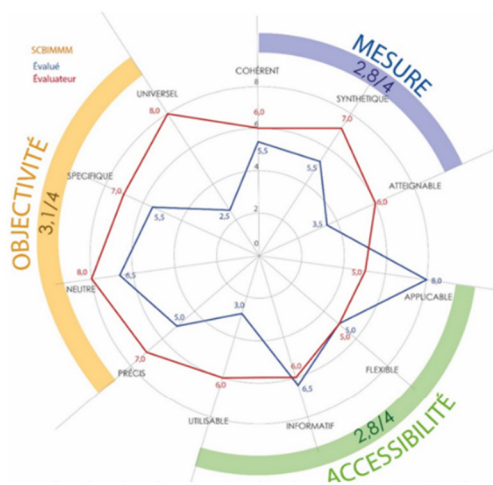 SCBIMMM
Évalué
Évaluateur
MESURE
2,8/4
OBJECTIVITÉ
3,1/4
ACCESSIBILITÉ
2,8/4
COHÉRENT
SYNTHÉTIQUE
ATTEIGNABLE
APPLICABLE
FLEXIBLE
INFORMATIF
UTILISABLE
PRÉCIS
NEUTRE
SPÉCIFIQUE
UNIVERSEL
8
6
4
2
0
6,0
7,0
6,0
5,0
5,0
6,0
6,0
7,0
8,0
7,0
8,0
5,5
5,5
3,5
8,0
5,0
6,5
3,0
5,0
6,5
5,5
2,5